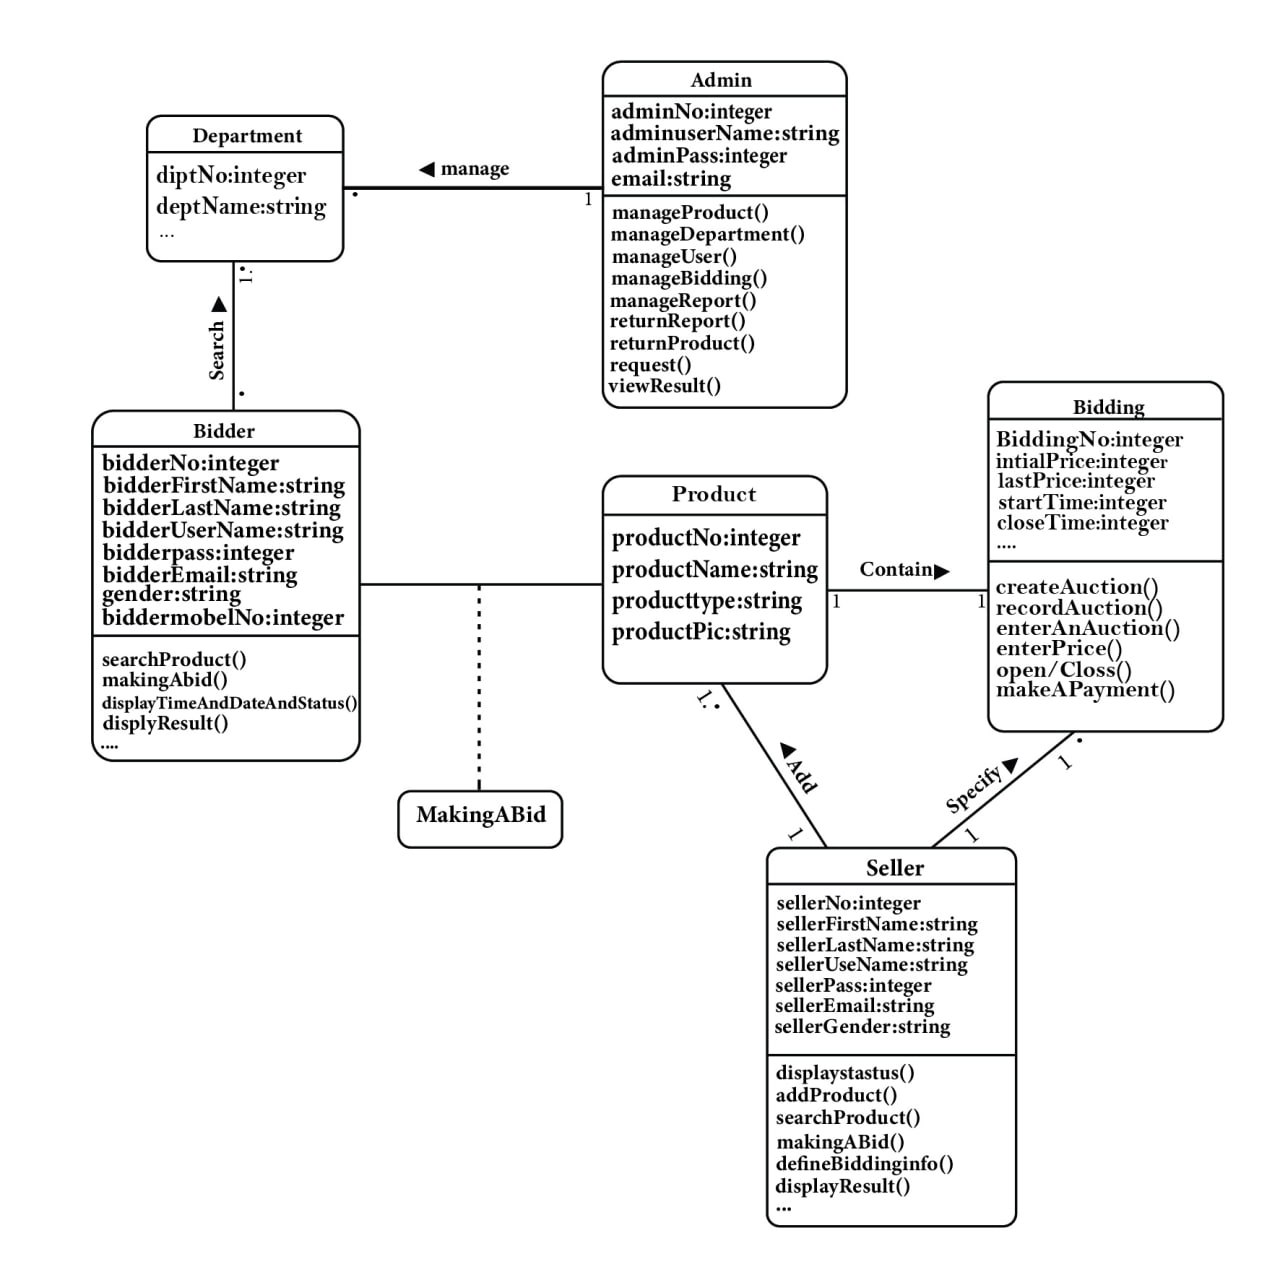 Admin
adminNo:integer
adminuserName:string
adminPass:integer
email:string
manageProduct()
manageDepartment()
manageUser()
manageBidding()
manageReport()
returnReport()
returnProduct()
request()
viewResult()
Department
diptNo:integer
deptName:string
...
◀ manage
.
1
1.
Search ▶
.
Bidder
bidderNo:integer
bidderFirstName:string
bidderLastName:string
bidderUserName:string
bidderpass:integer
bidderEmail:string
gender:string
biddermobelNo:integer
searchProduct()
makingAbid()
displayTimeAndDateAndStatus()
displyResult()
....
Product
productNo:integer
productName:string
producttype:string
productPic:string
Contain▶
1
1
Bidding
BiddingNo:integer
intialPrice:integer
lastPrice:integer
startTime:integer
closeTime:integer
....
createAuction()
recordAuction()
enterAnAuction()
enterPrice()
open/Closs()
makeAPayment()
MakingABid
1..
◀ Add
1
1 .
Specify ▶
1
Seller
sellerNo:integer
sellerFirstName:string
sellerLastName:string
sellerUseName:string
sellerPass:integer
sellerEmail:string
sellerGender:string
displaystastus()
addProduct()
searchProduct()
makingABid()
defineBiddinginfo()
displayResult()
...